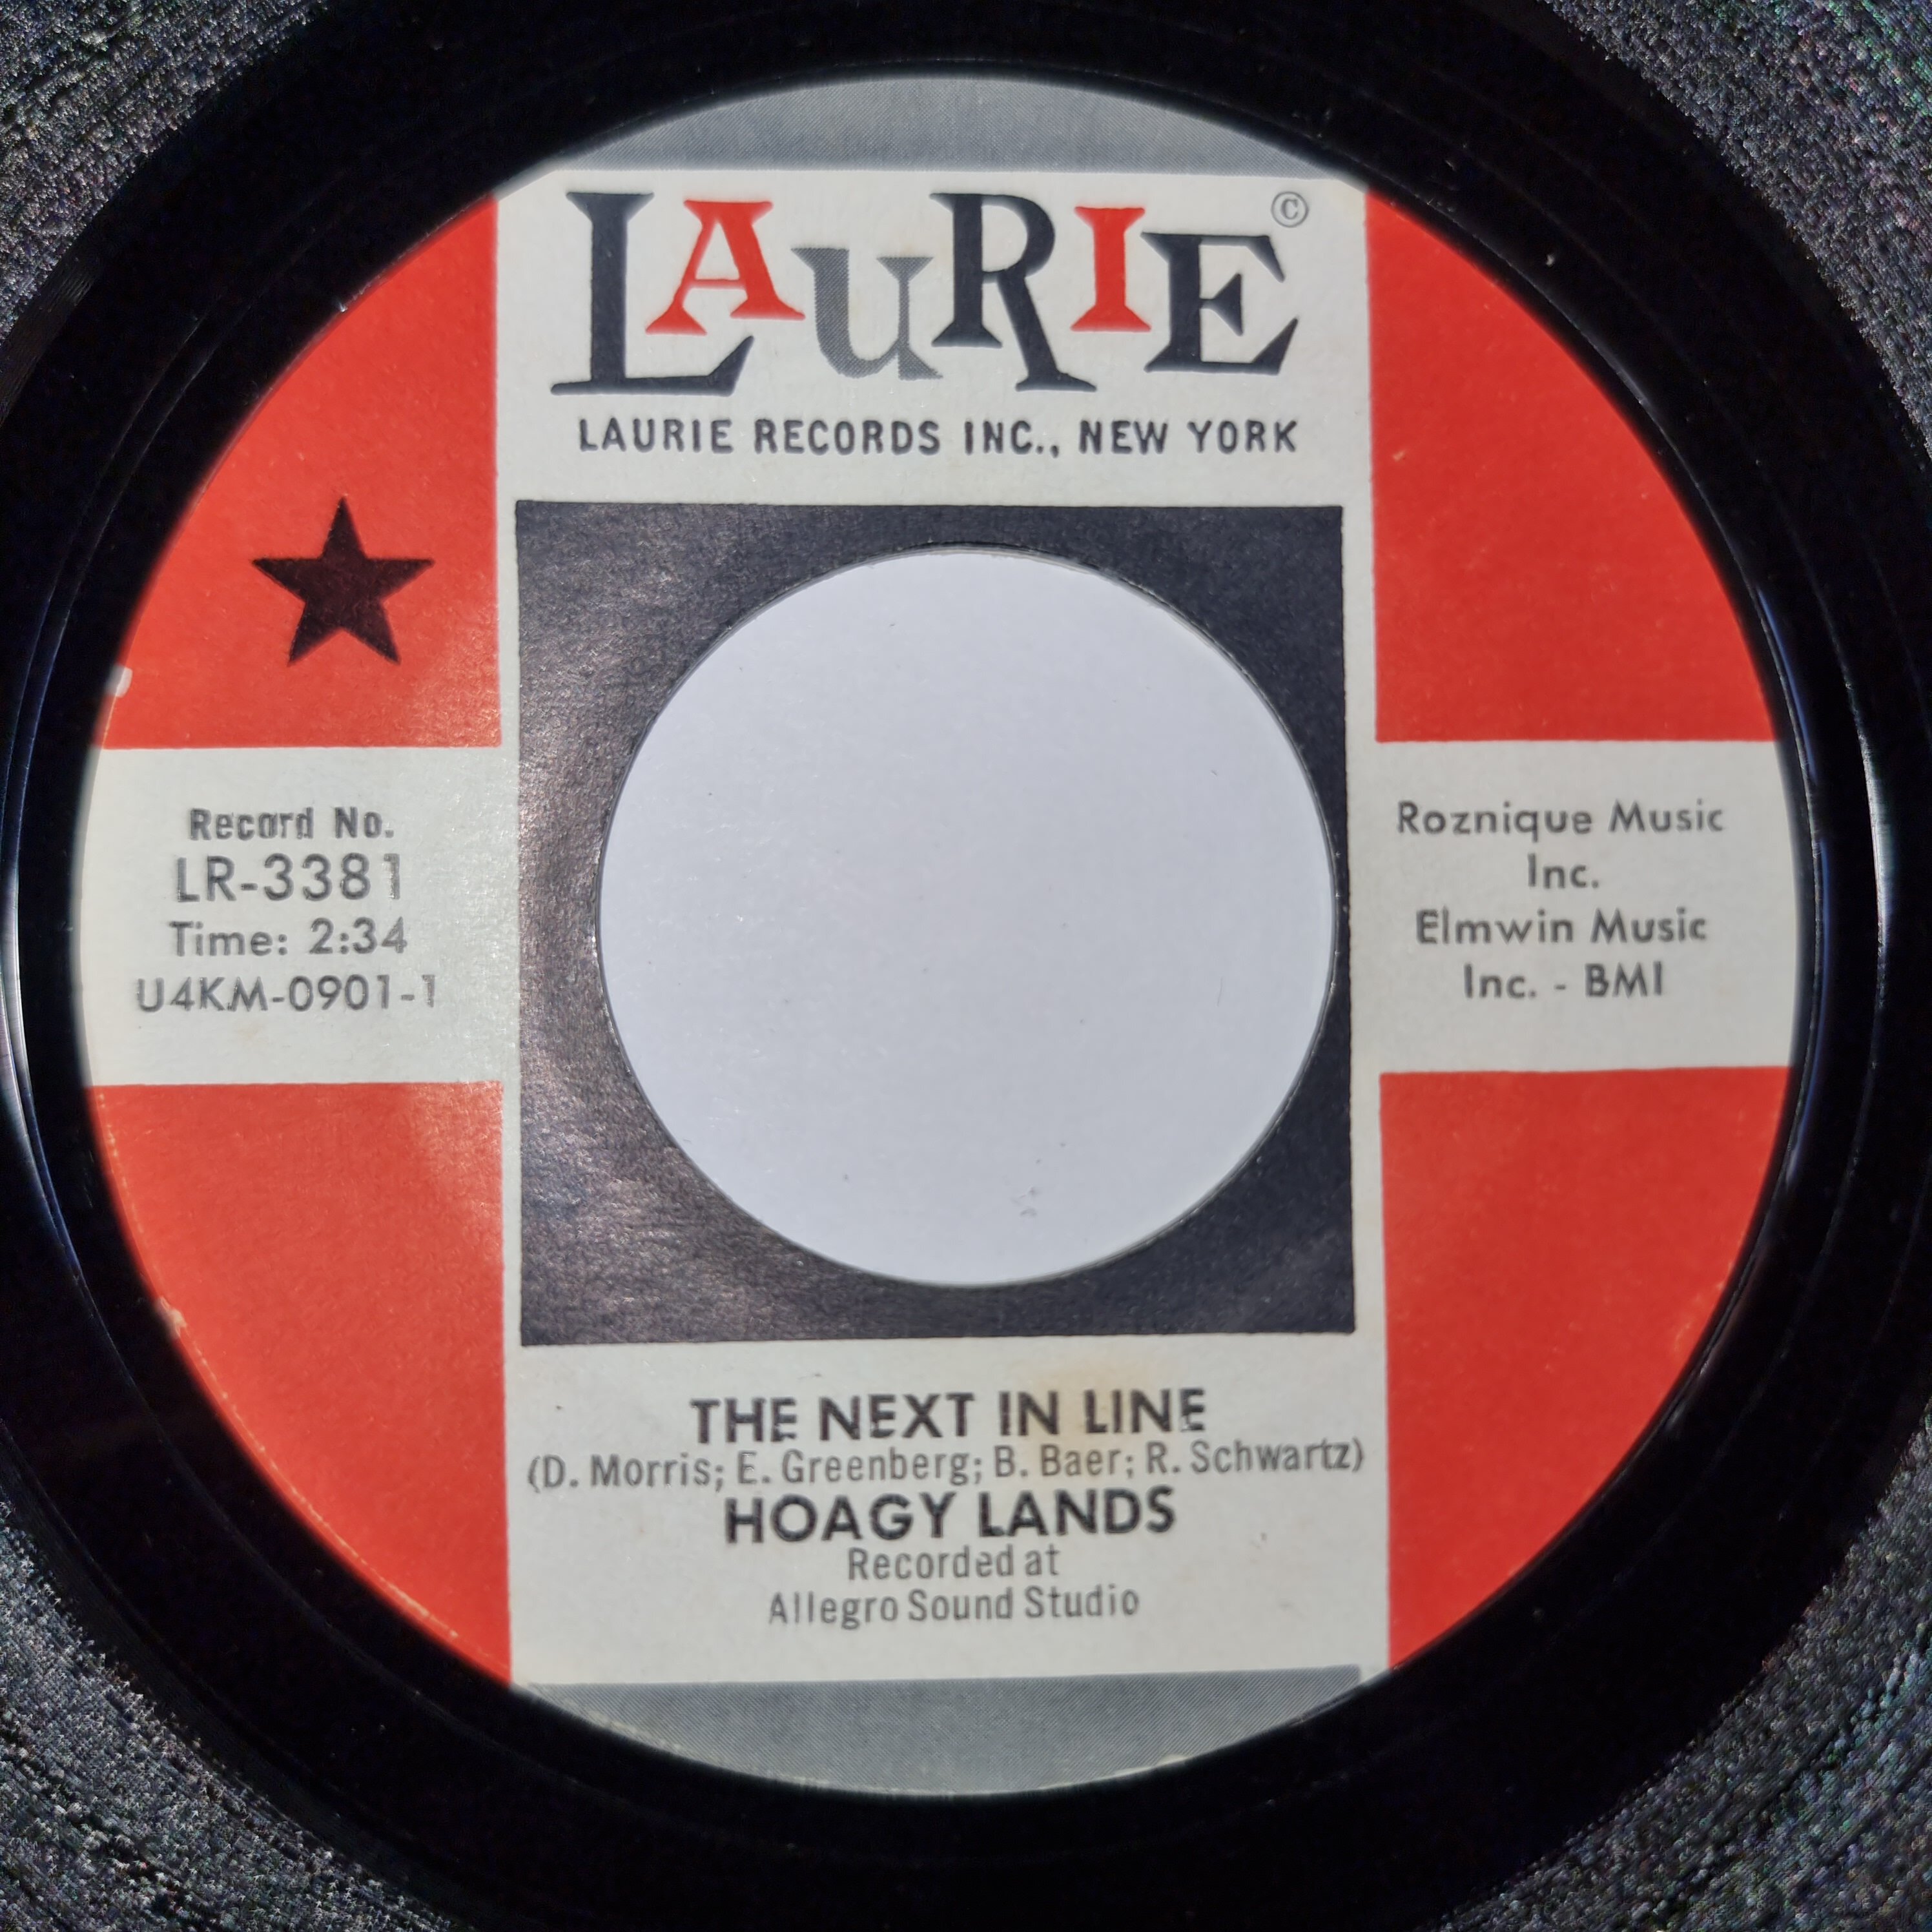 LAuRIE ©
LAURIE RECORDS INC., NEW YORK
Record No.
LR-3381
Time: 2:34
U4KM-0901-1
Roznique Music
Inc.
Elmwin Music
Inc. - BMI
THE NEXT IN LINE
(D. Morris; E. Greenberg; B. Baer; R. Schwartz)
HOAGY LANDS
Recorded at
Allegro Sound Studio